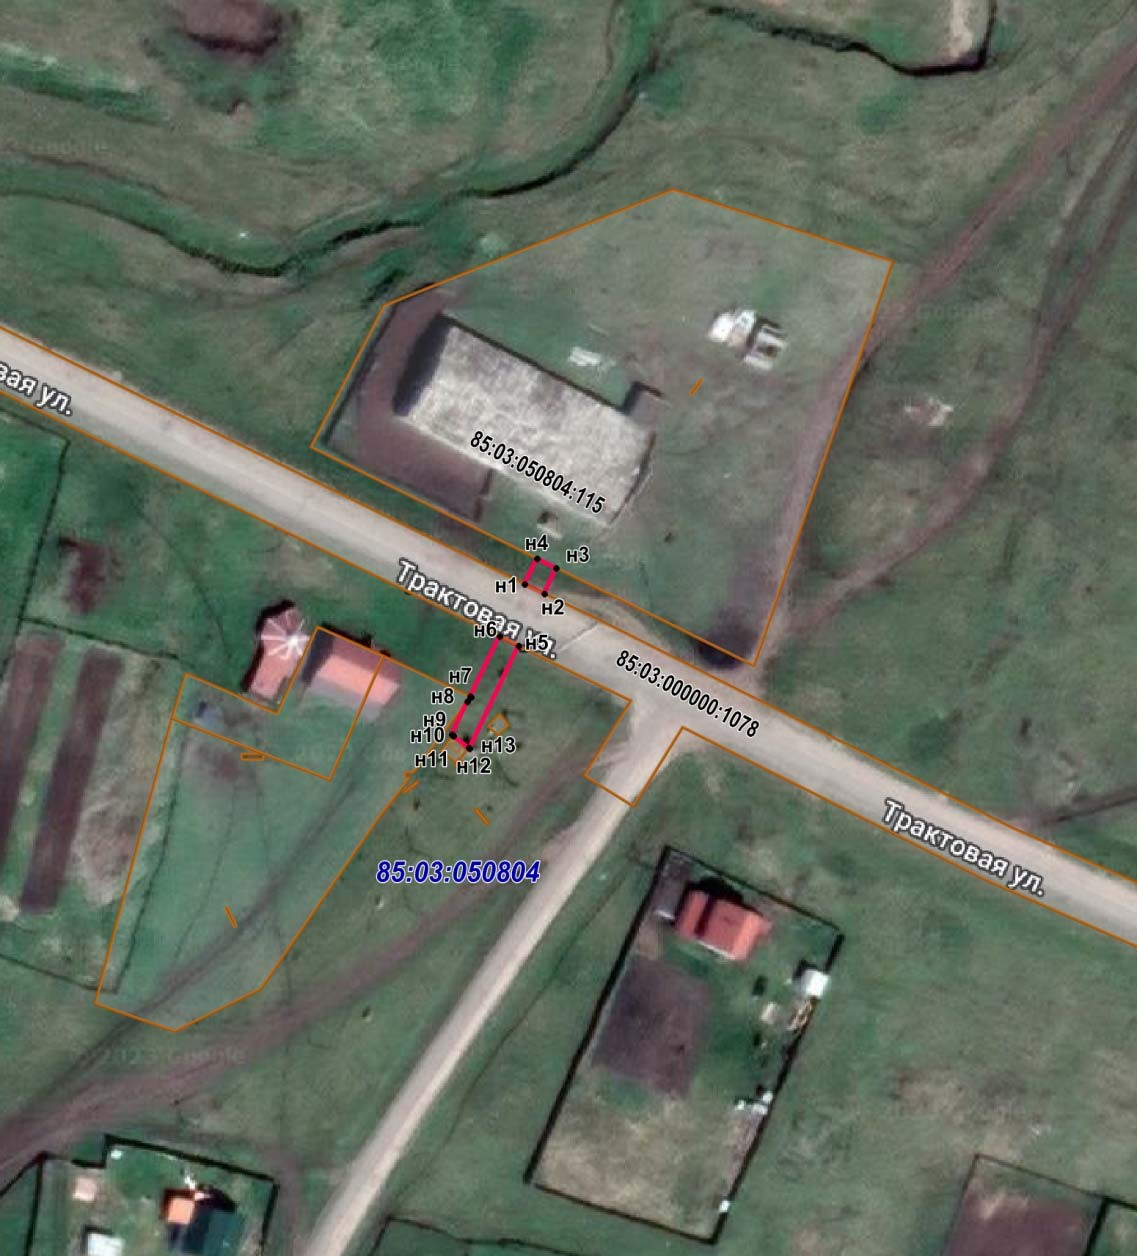 вая ул.
85:03:050804:115
н4
н3
н1
н2
Трактовая ул.
н6
н5
85:03:000000:1078
н7
н8
н9
н10
н13
н11
н12
Трактовая ул.
85:03:050804